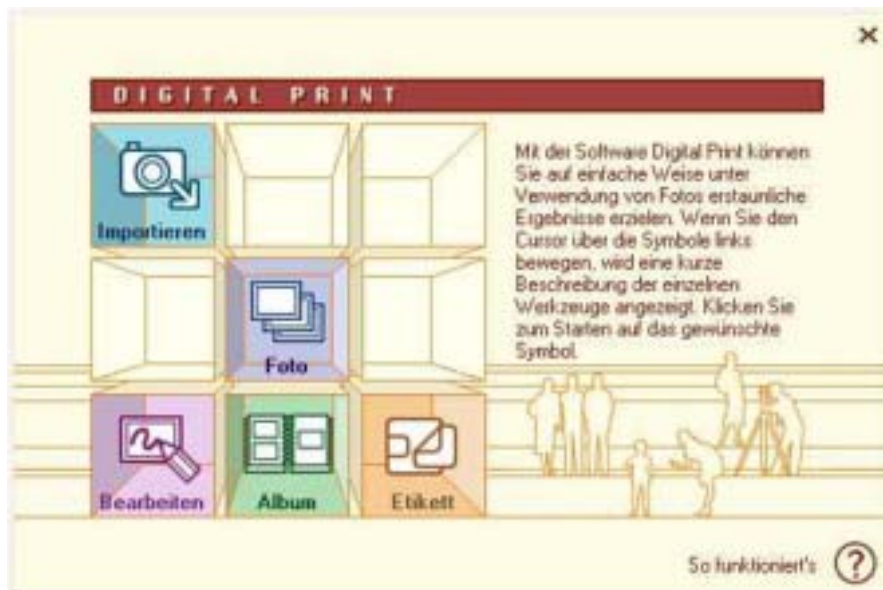 DIGITAL PRINT
Importieren
Foto
Bearbeiten
Album
Etikett
Mit der Software Digital Print können
Sie auf einfache Weise unter
Verwendung von Fotos erstaunliche
Ergebnisse erzielen. Wenn Sie den
Cursor über die Symbole links
bewegen, wird eine kurze
Beschreibung der einzelnen
Werkzeuge angezeigt. Klicken Sie
zum Starten auf das gewünschte
Symbol.
So funktioniert's ?